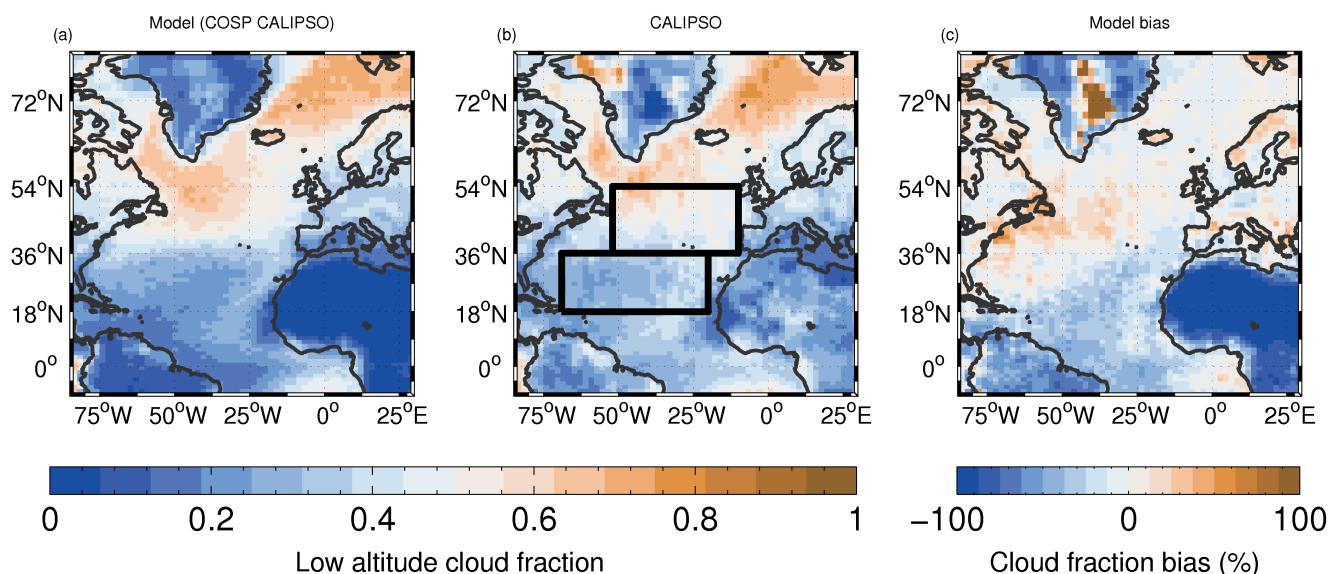 Model (COSP CALIPSO)
CALIPSO
Model bias
(a)
(b)
(c)
72°N
54°N
36°N
18°N
0°
75°W 50°W 25°W 0° 25°E
72°N
54°N
36°N
18°N
0°
75°W 50°W 25°W 0° 25°E
72°N
54°N
36°N
18°N
0°
75°W 50°W 25°W 0° 25°E
0 0.2 0.4 0.6 0.8 1
Low altitude cloud fraction
−100 0 100
Cloud fraction bias (%)